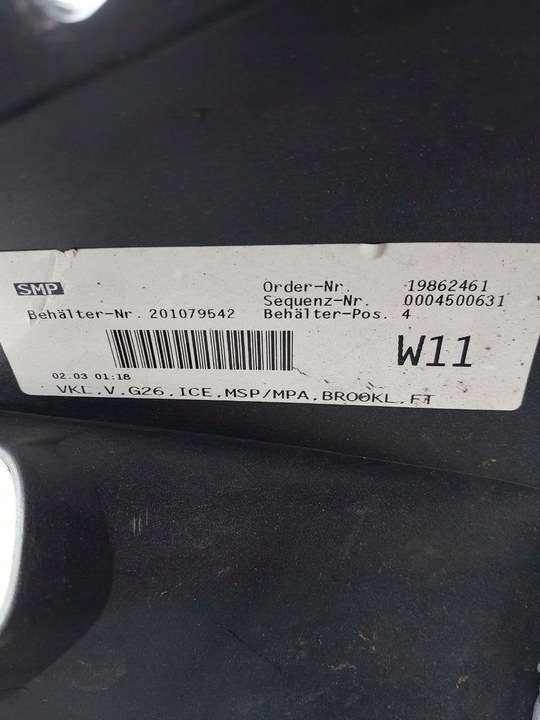 SMP
Order-Nr. 19862461
Sequenz-Nr. 0004500631
Behälter-Nr. 201079542 Behälter-Pos. 4
W11
02.03 01:18
VKL,V,G26,ICE,MSP/MPA,BROOKL,FT